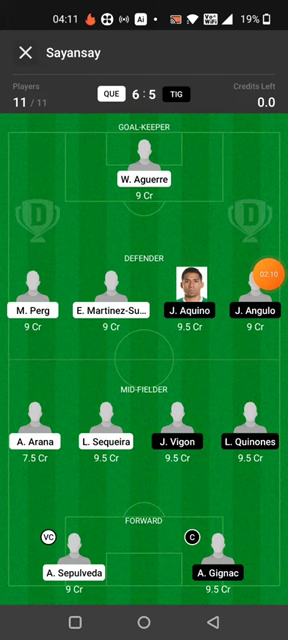 04:11
Ai
Vo WiFi
19%
Sayansay
Players
Credits Left
11 / 11
QUE 6 : 5 TIG
0.0
GOAL-KEEPER
W. Aguerre
9 Cr
D
D
DEFENDER
02:10
M. Perg
E. Martinez-Su...
J. Aquino
J. Angulo
9 Cr
9 Cr
9.5 Cr
9 Cr
MID-FIELDER
A. Arana
L. Sequeira
J. Vigon
L. Quinones
7.5 Cr
9.5 Cr
9.5 Cr
9.5 Cr
FORWARD
VC
C
A. Sepulveda
A. Gignac
9 Cr
9.5 Cr